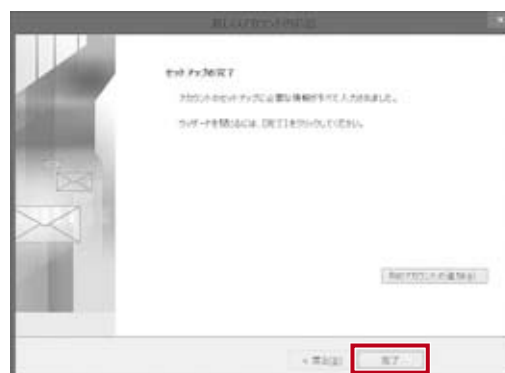 セットアップの完了
アカウントのセットアップに必要な情報がすべて入力されました。
ウィザードを閉じるには、[完了]をクリックしてください。
別のアカウントの追加(A)...
< 戻る(B)
完了